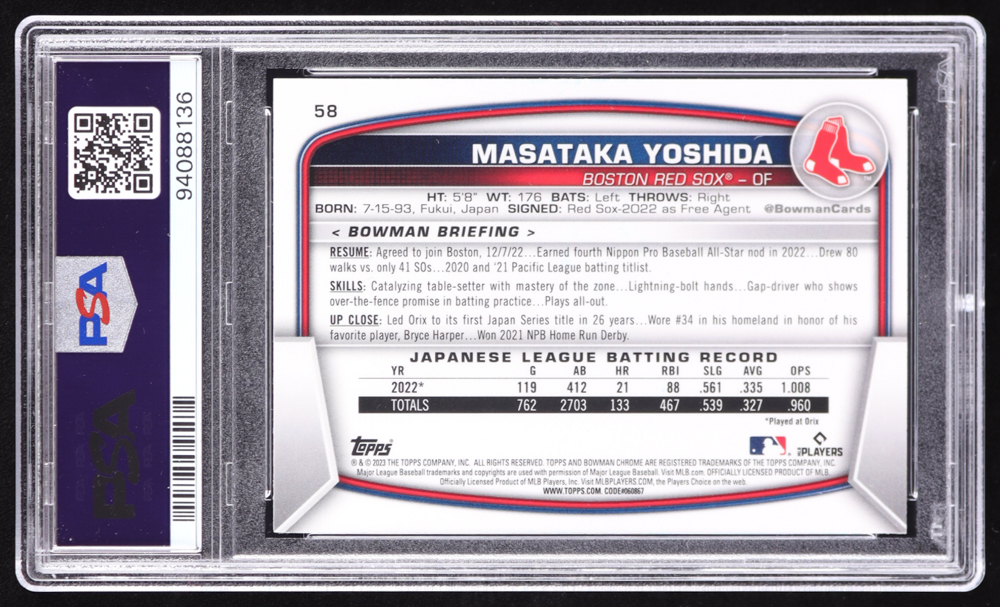 94088136
PSA
PSA
58
MASATAKA YOSHIDA
BOSTON RED SOX® – OF
HT: 5'8" WT: 176 BATS: Left THROWS: Right
BORN: 7-15-93, Fukui, Japan SIGNED: Red Sox-2022 as Free Agent @BowmanCards
< BOWMAN BRIEFING >
RESUME: Agreed to join Boston, 12/7/22...Earned fourth Nippon Pro Baseball All-Star nod in 2022...Drew 80
walks vs. only 41 SOs...2020 and '21 Pacific League batting titlist.
SKILLS: Catalyzing table-setter with mastery of the zone...Lightning-bolt hands...Gap-driver who shows
over-the-fence promise in batting practice...Plays all-out.
UP CLOSE: Led Orix to its first Japan Series title in 26 years...Wore #34 in his homeland in honor of his
favorite player, Bryce Harper...Won 2021 NPB Home Run Derby.
JAPANESE LEAGUE BATTING RECORD
YR G AB HR RBI SLG AVG OPS
2022* 119 412 21 88 .561 .335 1.008
TOTALS 762 2703 133 467 .539 .327 .960
*Played at Orix
Topps
PLAYERS
® & © 2023 THE TOPPS COMPANY, INC. ALL RIGHTS RESERVED. TOPPS AND BOWMAN CHROME ARE REGISTERED TRADEMARKS OF THE TOPPS COMPANY, INC.
Major League Baseball trademarks and copyrights are used with permission of Major League Baseball. Visit MLB.com. OFFICIALLY LICENSED PRODUCT OF MLB.
Officially Licensed Product of MLB Players, Inc. Visit MLBPLAYERS.COM, the Players Choice on the web.
WWW.TOPPS.COM. CODE#060867